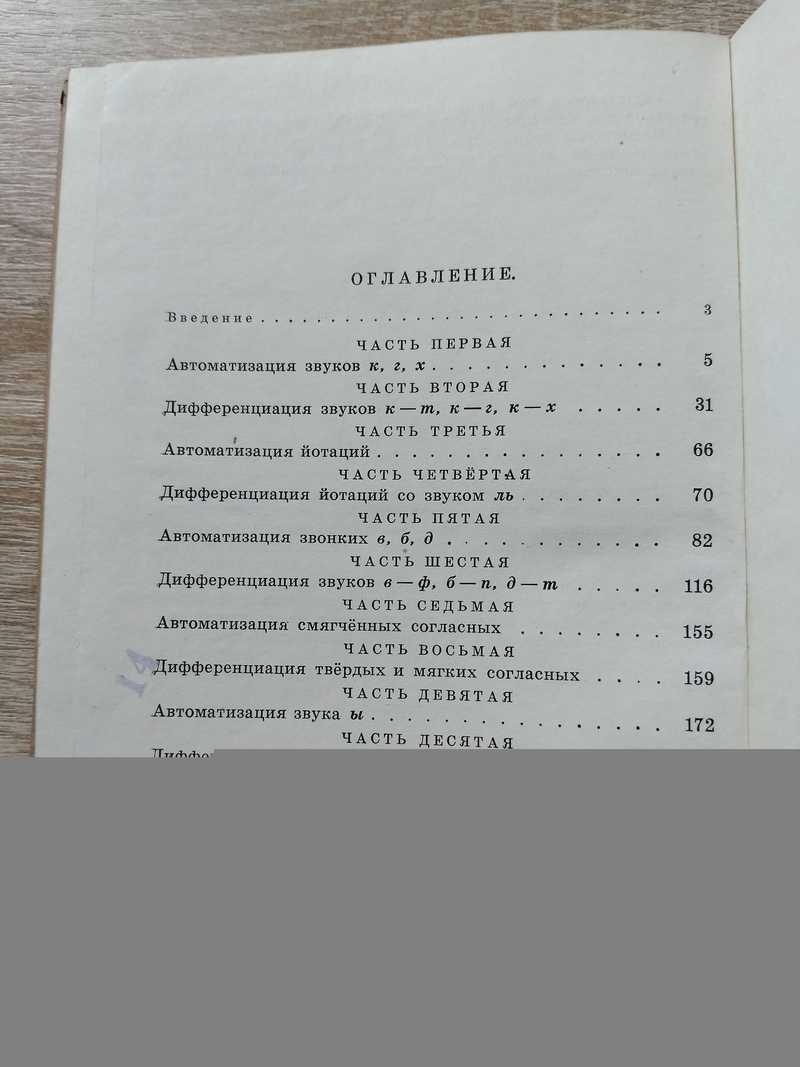 ОГЛАВЛЕНИЕ.
Введение . . . . . . . . . . . . . . . . . . . . . . . . . . . . . 3
ЧАСТЬ ПЕРВАЯ
Автоматизация звуков к, г, х . . . . . . . . . . . . . 5
ЧАСТЬ ВТОРАЯ
Дифференциация звуков к — т, к — г, к — х . . . . . 31
ЧАСТЬ ТРЕТЬЯ
Автоматизация йотаций . . . . . . . . . . . . . . . . 66
ЧАСТЬ ЧЕТВЁРТАЯ
Дифференциация йотаций со звуком ль . . . . . . . . 70
ЧАСТЬ ПЯТАЯ
Автоматизация звонких в, б, д . . . . . . . . . . . . 82
ЧАСТЬ ШЕСТАЯ
Дифференциация звуков в — ф, б — п, д — т . . . . . 116
ЧАСТЬ СЕДЬМАЯ
Автоматизация смягчённых согласных . . . . . . . . 155
ЧАСТЬ ВОСЬМАЯ
Дифференциация твёрдых и мягких согласных . . . . 159
ЧАСТЬ ДЕВЯТАЯ
Автоматизация звука ы . . . . . . . . . . . . . . . . 172
ЧАСТЬ ДЕСЯТАЯ
14